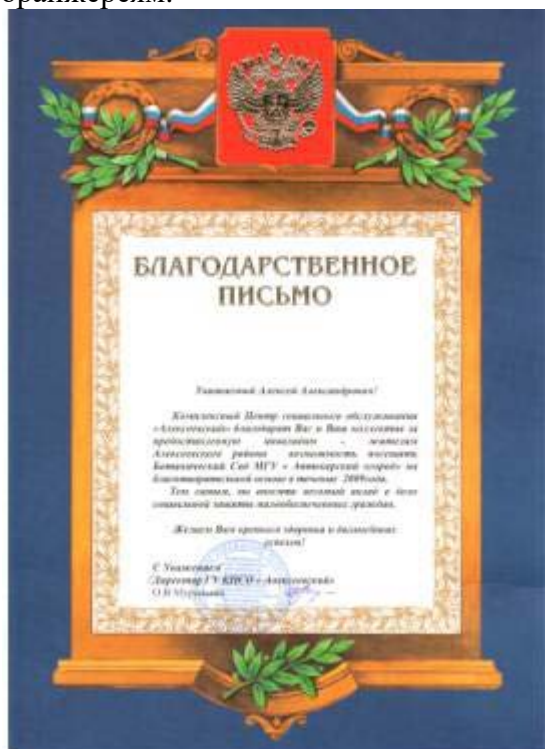 оранжереям.
БЛАГОДАРСТВЕННОЕ
ПИСЬМО
Уважаемый Алексей Александрович!
Комплексный Центр социального обслуживания
«Алексеевский» благодарит Вас и Ваш коллектив за
предоставленную инвалидам - жителям
Алексеевского района возможность посещать
Ботанический Сад МГУ « Аптекарский огород» на
благотворительной основе в течение 2009года.
Тем самым, вы вносите весомый вклад в дело
социальной защиты малообеспеченных граждан.
Желаем Вам крепкого здоровья и дальнейших
успехов!
С Уважением
Директор ГУ КЦСО « Алексеевский»